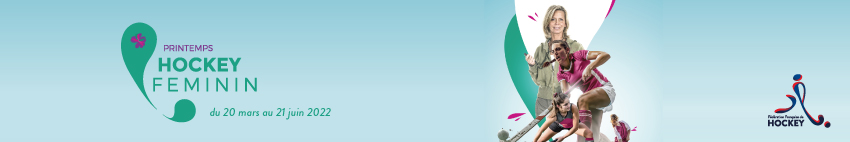 PRINTEMPS
HOCKEY
FEMININ
du 20 mars au 21 juin 2022
Fédération Française de
HOCKEY